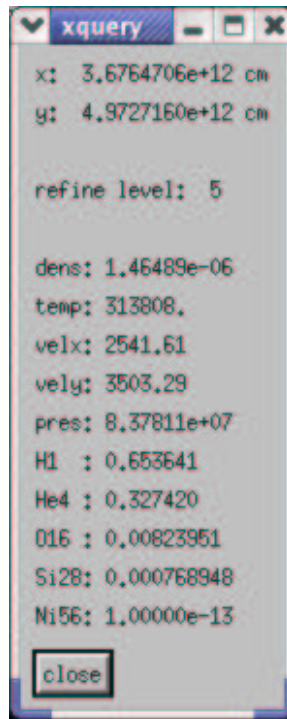 xquery
x: 3.6764706e+12 cm
y: 4.9727160e+12 cm
refine level: 5
dens: 1.46489e-06
temp: 313808.
velx: 2541.61
vely: 3503.29
pres: 8.37811e+07
H1 : 0.653641
He4 : 0.327420
O16 : 0.00823951
Si28: 0.000768948
Ni56: 1.00000e-13
close